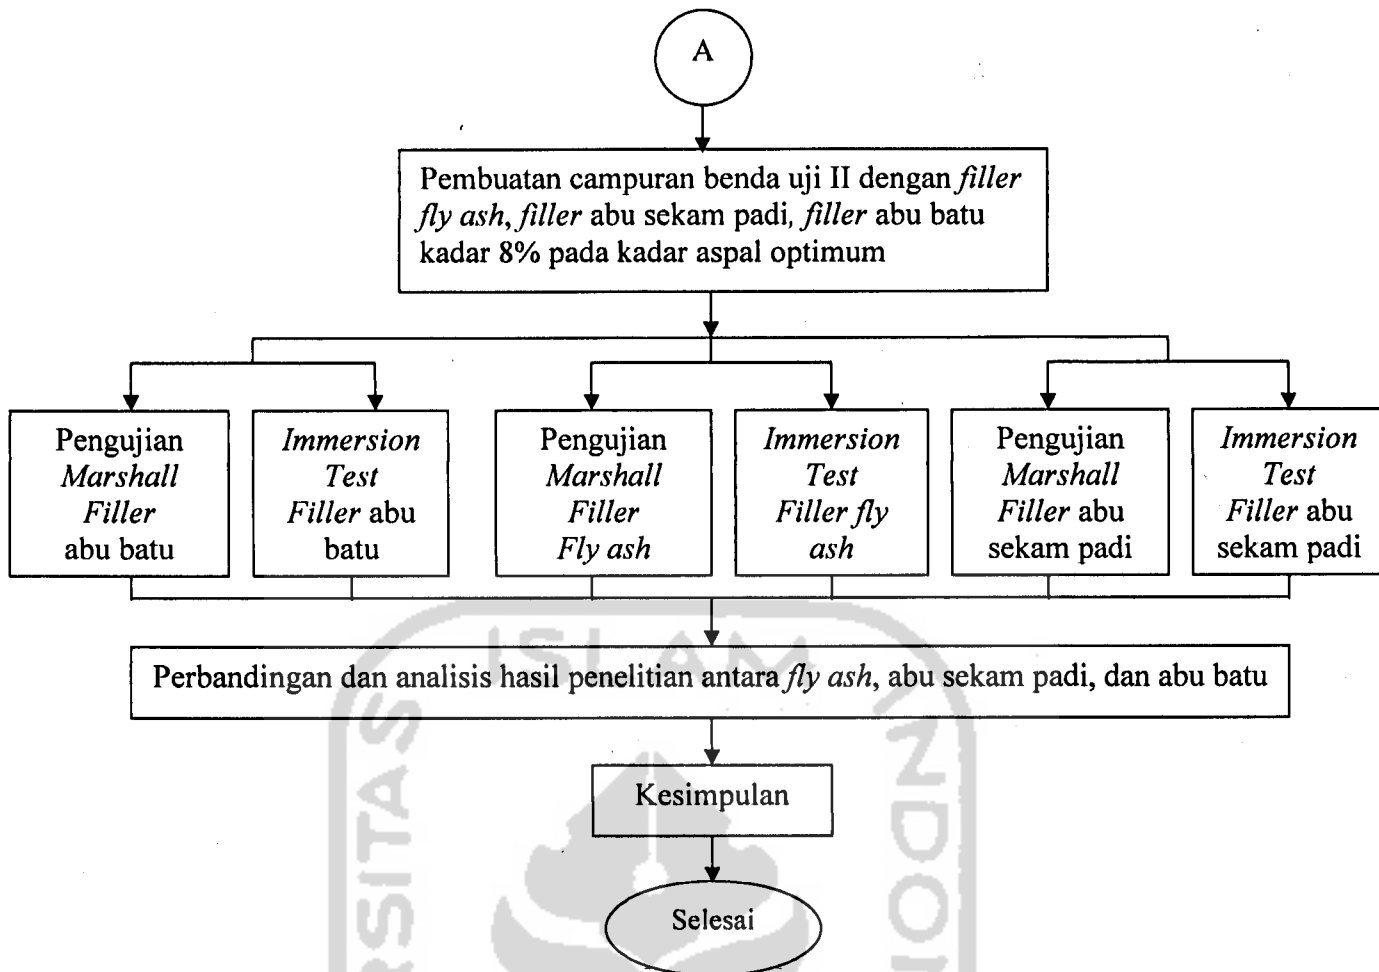 A
Pembuatan campuran benda uji II dengan filler
fly ash, filler abu sekam padi, filler abu batu
kadar 8% pada kadar aspal optimum
Pengujian
Marshall
Filler
abu batu
Immersion
Test
Filler abu
batu
Pengujian
Marshall
Filler
Fly ash
Immersion
Test
Filler fly
ash
Pengujian
Marshall
Filler abu
sekam padi
Immersion
Test
Filler abu
sekam padi
Perbandingan dan analisis hasil penelitian antara fly ash, abu sekam padi, dan abu batu
Kesimpulan
Selesai
ISLAM